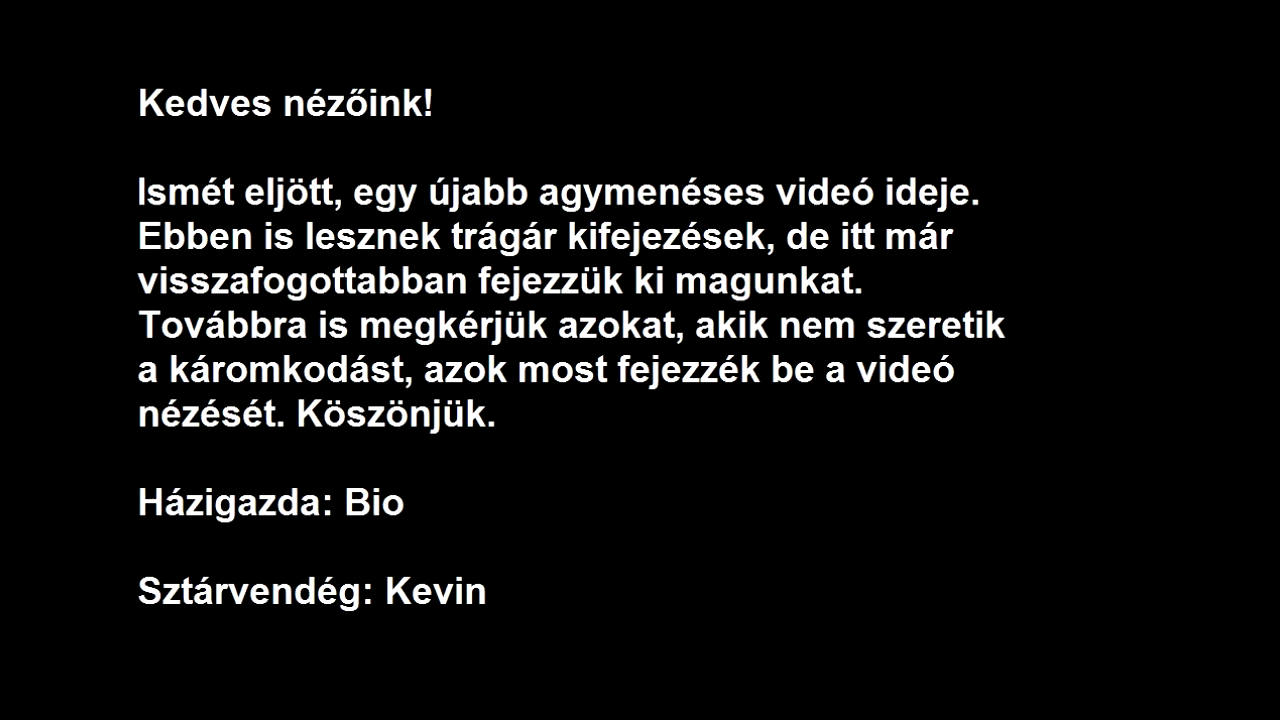 Kedves nézőink!
Ismét eljött, egy újabb agymenéses videó ideje.
Ebben is lesznek trágár kifejezések, de itt már
visszafogottabban fejezzük ki magunkat.
Továbbra is megkérjük azokat, akik nem szeretik
a káromkodást, azok most fejezzék be a videó
nézését. Köszönjük.
Házigazda: Bio
Sztárvendég: Kevin